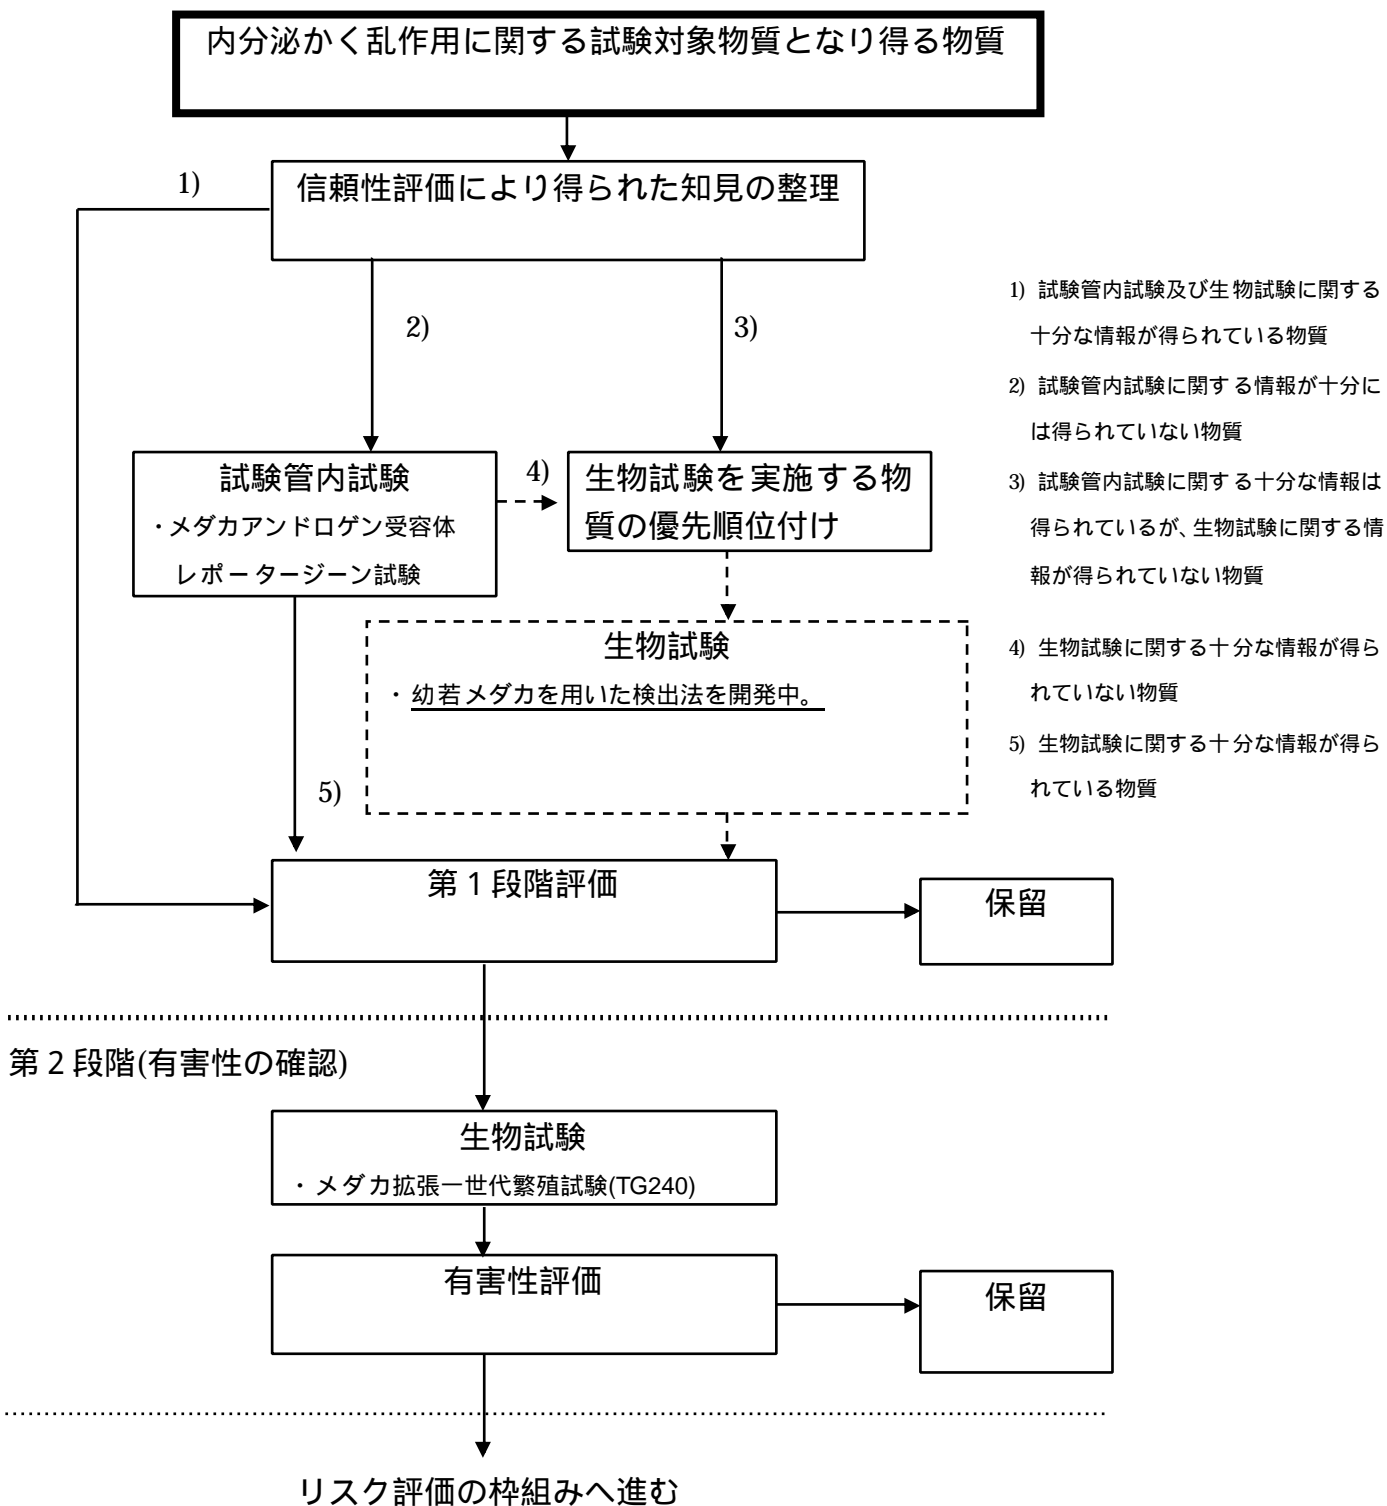 内分泌かく乱作用に関する試験対象物質となり得る物質
1)
信頼性評価により得られた知見の整理
2)
3)
1) 試験管内試験及び生物試験に関する
十分な情報が得られている物質
2) 試験管内試験に関する情報が十分に
は得られていない物質
3) 試験管内試験に関する十分な情報は
得られているが、生物試験に関する情
報が得られていない物質
4) 生物試験に関する十分な情報が得ら
れていない物質
5) 生物試験に関する十分な情報が得ら
れている物質
試験管内試験
・メダカアンドロゲン受容体
レポータージーン試験
4)
生物試験を実施する物
質の優先順位付け
生物試験
・ 幼若メダカを用いた検出法を開発中。
5)
第1段階評価
保留
第2段階(有害性の確認)
生物試験
・メダカ拡張一世代繁殖試験(TG240)
有害性評価
保留
リスク評価の枠組みへ進む